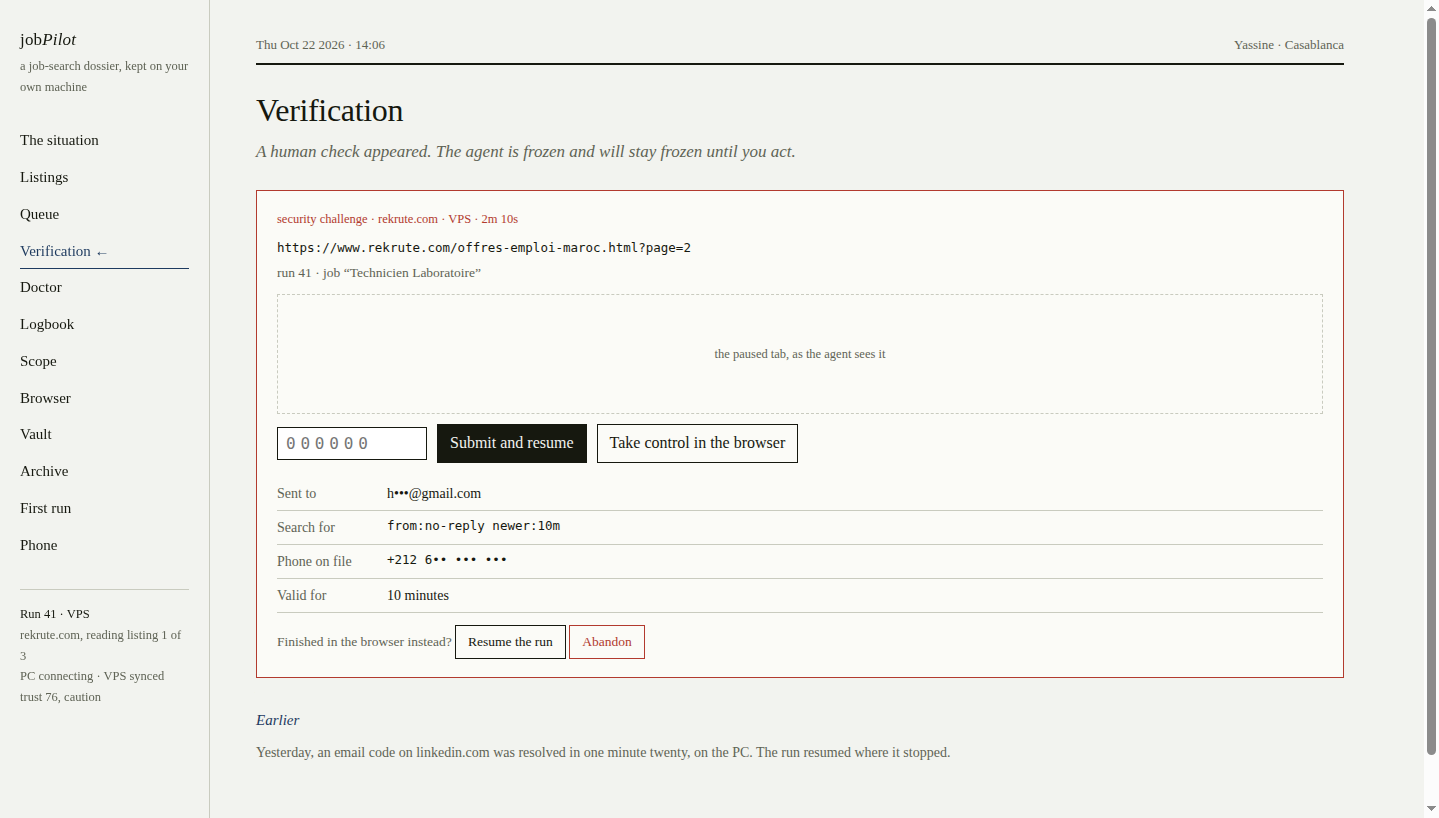 jobPilot
a job-search dossier, kept on your
own machine
The situation
Listings
Queue
Verification ←
Doctor
Logbook
Scope
Browser
Vault
Archive
First run
Phone
Run 41 · VPS
rekrute.com, reading listing 1 of
3
PC connecting · VPS synced
trust 76, caution
Thu Oct 22 2026 · 14:06
Yassine · Casablanca
Verification
A human check appeared. The agent is frozen and will stay frozen until you act.
security challenge · rekrute.com · VPS · 2m 10s
https://www.rekrute.com/offres-emploi-maroc.html?page=2
run 41 · job “Technicien Laboratoire”
the paused tab, as the agent sees it
000000 Submit and resume Take control in the browser
Sent to h•••@gmail.com
Search for from:no-reply newer:10m
Phone on file +212 6•• ••• •••
Valid for 10 minutes
Finished in the browser instead? Resume the run Abandon
Earlier
Yesterday, an email code on linkedin.com was resolved in one minute twenty, on the PC. The run resumed where it stopped.